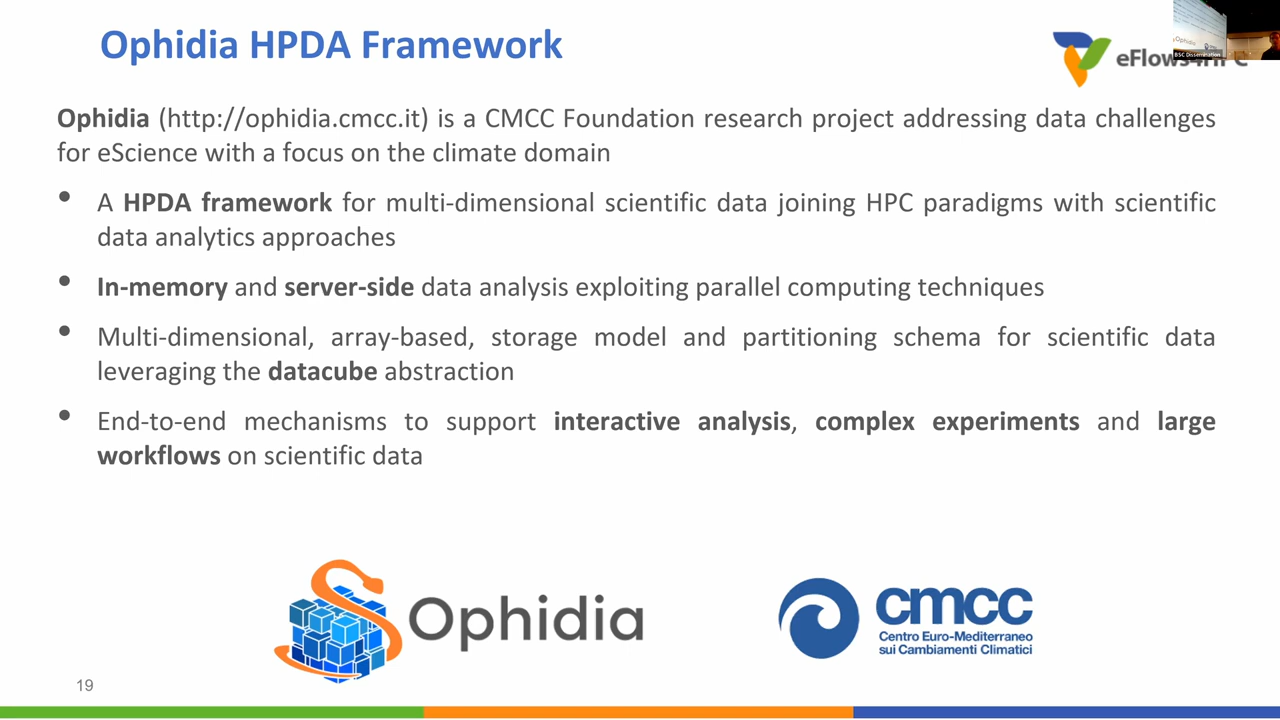 Ophidia HPDA Framework
eFlows4HPC
BSC Dissemination
Ophidia (http://ophidia.cmcc.it) is a CMCC Foundation research project addressing data challenges
for eScience with a focus on the climate domain
• A HPDA framework for multi-dimensional scientific data joining HPC paradigms with scientific
data analytics approaches
• In-memory and server-side data analysis exploiting parallel computing techniques
• Multi-dimensional, array-based, storage model and partitioning schema for scientific data
leveraging the datacube abstraction
• End-to-end mechanisms to support interactive analysis, complex experiments and large
workflows on scientific data
Ophidia
cmcc
Centro Euro-Mediterraneo
sui Cambiamenti Climatici
19